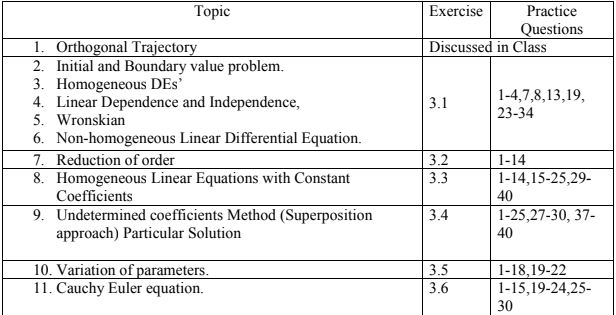 Topic Exercise Practice
Questions
1. Orthogonal Trajectory Discussed in Class
2. Initial and Boundary value problem.
3. Homogeneous DEs’
4. Linear Dependence and Independence,
5. Wronskian
6. Non-homogeneous Linear Differential Equation.
3.1
1-4,7,8,13,19,
23-34
7. Reduction of order 3.2 1-14
8. Homogeneous Linear Equations with Constant
Coefficients
3.3
1-14,15-25,29-
40
9. Undetermined coefficients Method (Superposition
approach) Particular Solution
3.4
1-25,27-30, 37-
40
10. Variation of parameters. 3.5 1-18,19-22
11. Cauchy Euler equation. 3.6 1-15,19-24,25-
30